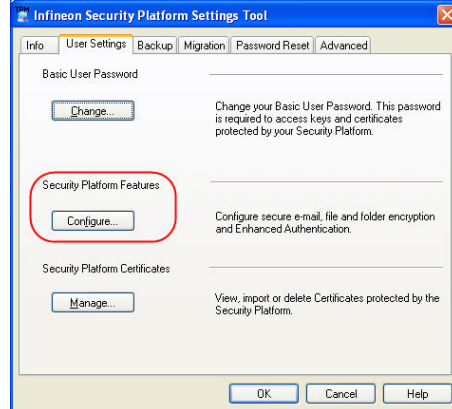 TPM
Infineon Security Platform Settings Tool
Info User Settings Backup Migration Password Reset Advanced
Basic User Password
Change...
Change your Basic User Password. This password
is required to access keys and certificates
protected by your Security Platform.
Security Platform Features
Configure...
Configure secure e-mail, file and folder encryption
and Enhanced Authentication.
Security Platform Certificates
Manage...
View, import or delete Certificates protected by the
Security Platform.
OK Cancel Help